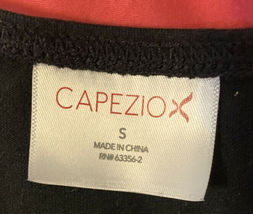 CAPEZIO
S
MADE IN CHINA
RN# 63356-2